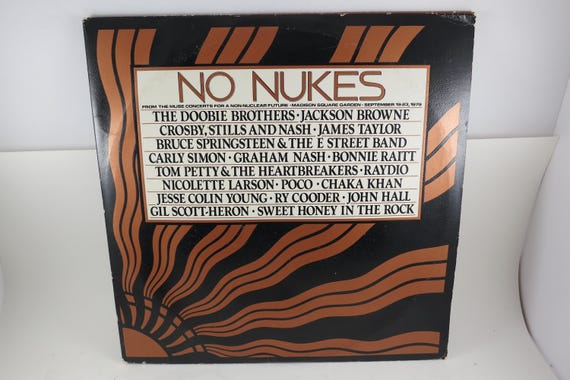 NO NUKES
FROM THE MUSE CONCERTS FOR A NON-NUCLEAR FUTURE • MADISON SQUARE GARDEN • SEPTEMBER 19-23, 1979
THE DOOBIE BROTHERS • JACKSON BROWNE
CROSBY, STILLS AND NASH • JAMES TAYLOR
BRUCE SPRINGSTEEN & THE E STREET BAND
CARLY SIMON • GRAHAM NASH • BONNIE RAITT
TOM PETTY & THE HEARTBREAKERS • RAYDIO
NICOLETTE LARSON • POCO • CHAKA KHAN
JESSE COLIN YOUNG • RY COODER • JOHN HALL
GIL SCOTT-HERON • SWEET HONEY IN THE ROCK